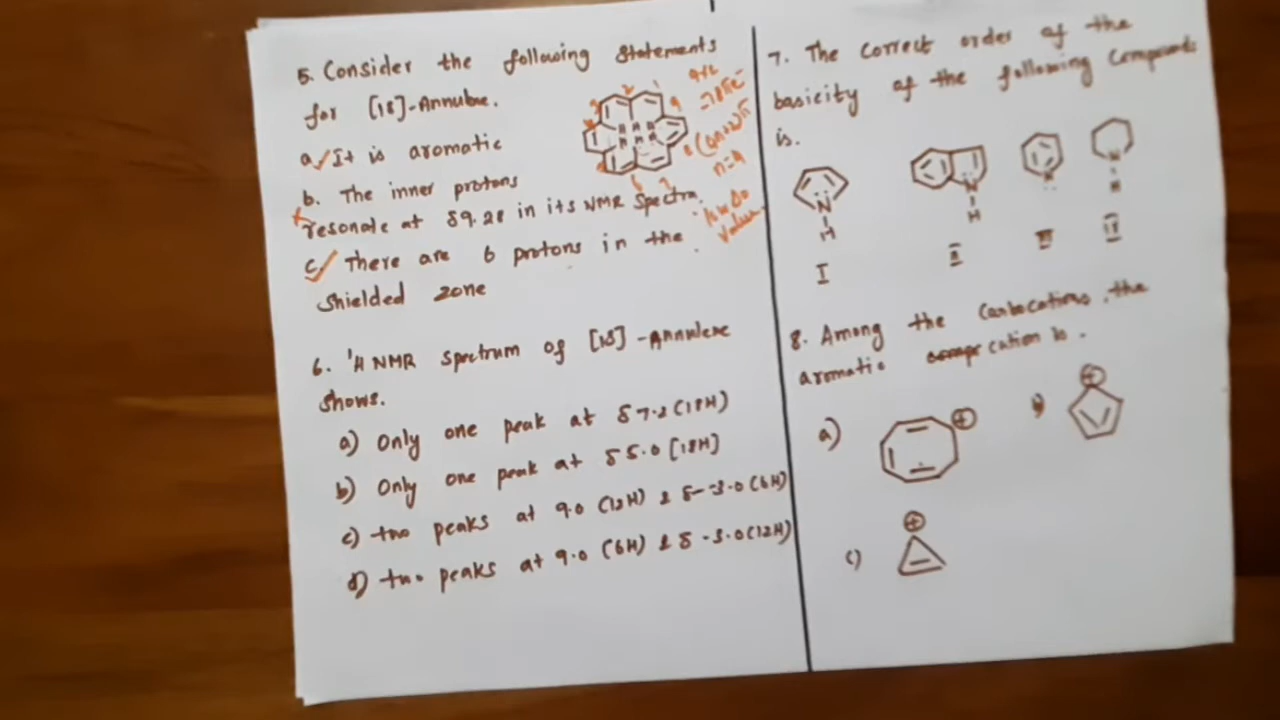 5. Consider the following Statements
for [18]-Annulene.
a. It is aromatic
b. The inner protons
resonate at δ9.28 in its NMR Spectra.
c. There are 6 protons in the
shielded zone
6. 'H NMR spectrum of [18]-Annulene
shows.
a) Only one peak at δ 7.2 (18H)
b) Only one peak at δ 5.0 [18H]
c) two peaks at 9.0 (12H) & δ -3.0 (6H)
d) two peaks at 9.0 (6H) & δ -3.0 (12H)
(4n+2)π
n=4
value
7. The Correct order of the
basicity of the following Compounds
is.
N
H
I
N
H
II
N
III
N
H
IV
8. Among the Carbocations, the
aromatic cation is.
a)
c)